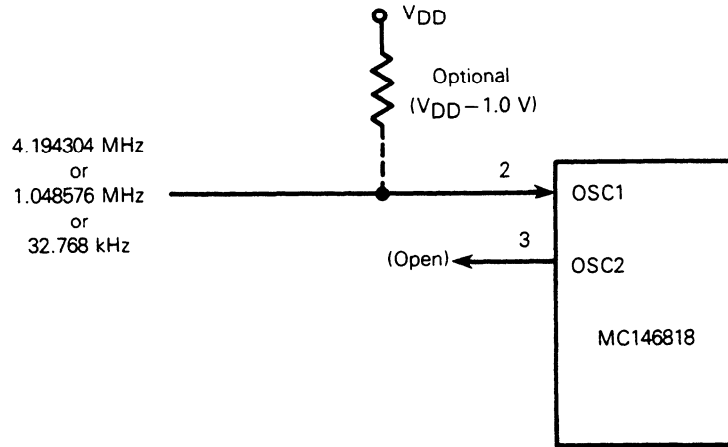 VDD
Optional
(VDD−1.0 V)
4.194304 MHz
or
1.048576 MHz
or
32.768 kHz
2
OSC1
3
(Open)
OSC2
MC146818